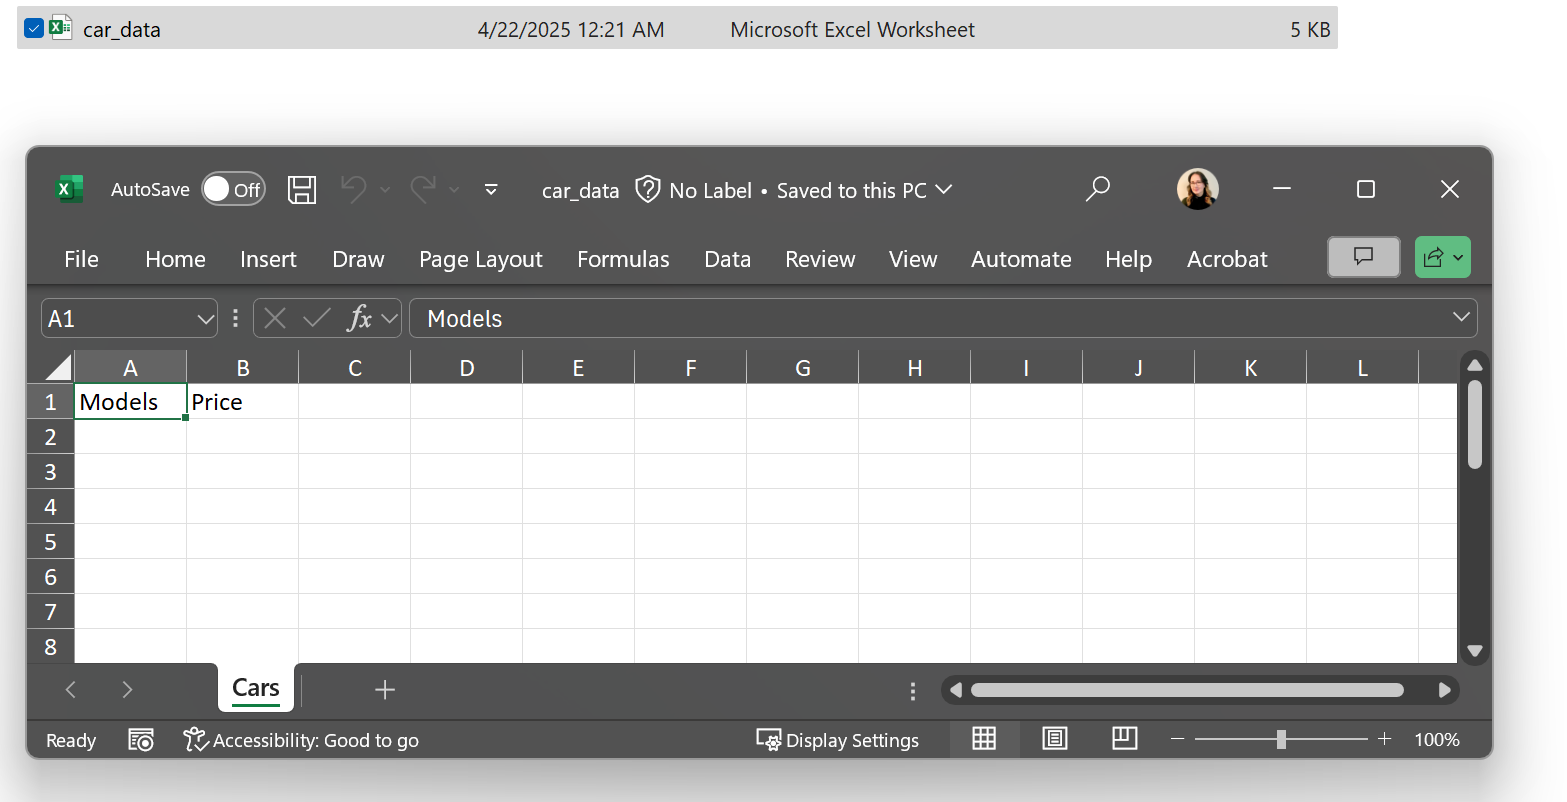 car_data 4/22/2025 12:21 AM Microsoft Excel Worksheet 5 KB
AutoSave Off car_data No Label • Saved to this PC
File Home Insert Draw Page Layout Formulas Data Review View Automate Help Acrobat
A1 fx Models
A B C D E F G H I J K L
1 Models Price
2
3
4
5
6
7
8
Cars
Ready Accessibility: Good to go Display Settings 100%